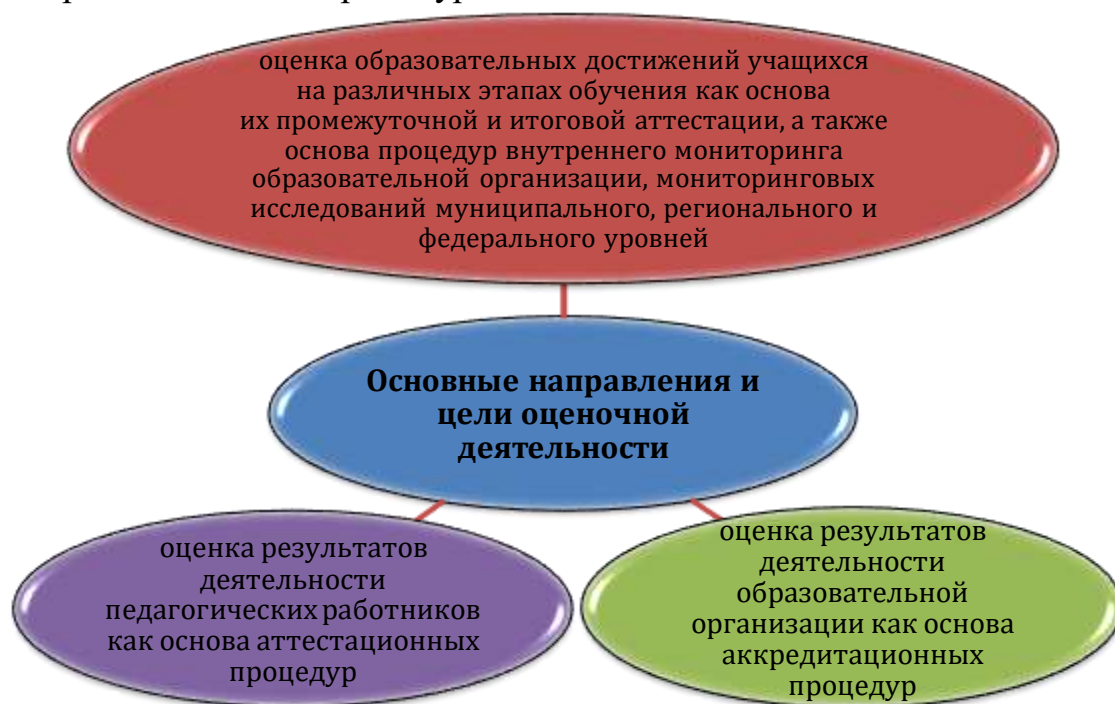 оценка образовательных достижений учащихся
на различных этапах обучения как основа
их промежуточной и итоговой аттестации, а также
основа процедур внутреннего мониторинга
образовательной организации, мониторинговых
исследований муниципального, регионального и
федерального уровней
Основные направления и
цели оценочной
деятельности
оценка результатов
деятельности
педагогических работников
как основа аттестационных
процедур
оценка результатов
деятельности
образовательной
организации как основа
аккредитационных
процедур